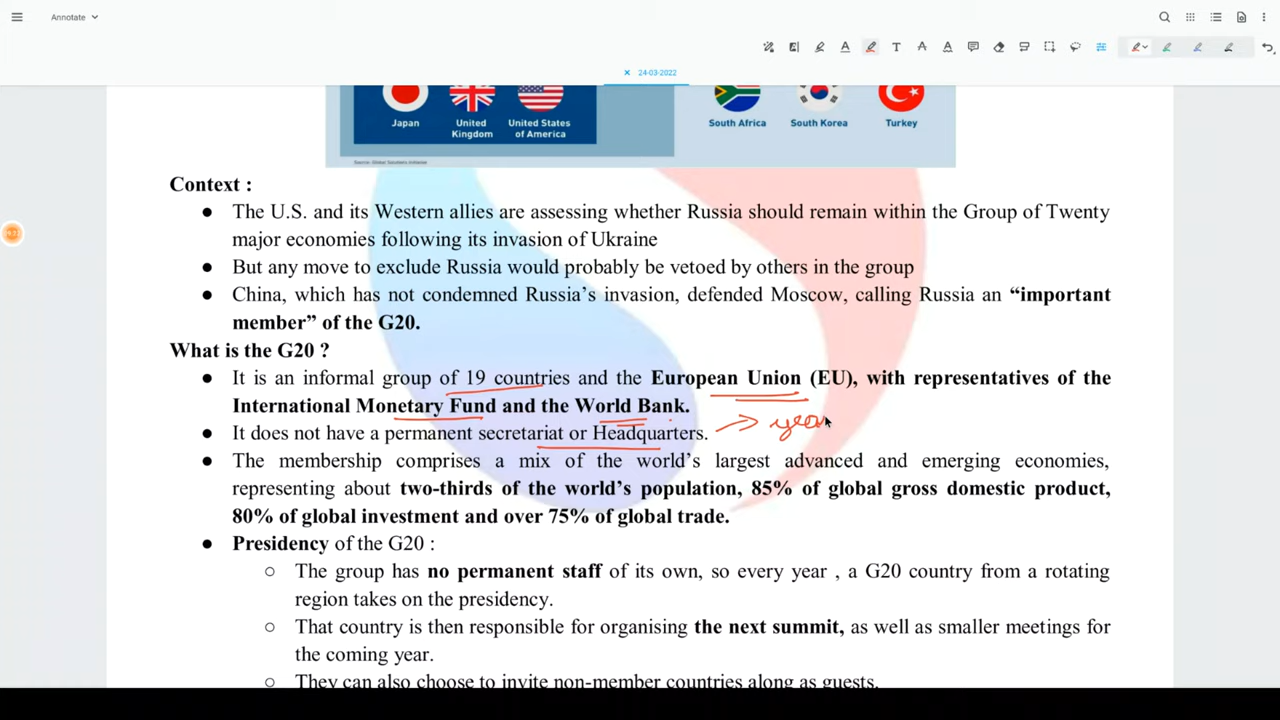 Annotate
24-03-2022
Japan
United Kingdom
United States of America
South Africa
South Korea
Turkey
Context :
● The U.S. and its Western allies are assessing whether Russia should remain within the Group of Twenty
major economies following its invasion of Ukraine
● But any move to exclude Russia would probably be vetoed by others in the group
● China, which has not condemned Russia’s invasion, defended Moscow, calling Russia an “important
member” of the G20.
What is the G20 ?
● It is an informal group of 19 countries and the European Union (EU), with representatives of the
International Monetary Fund and the World Bank.
● It does not have a permanent secretariat or Headquarters.
● The membership comprises a mix of the world’s largest advanced and emerging economies,
representing about two-thirds of the world’s population, 85% of global gross domestic product,
80% of global investment and over 75% of global trade.
● Presidency of the G20 :
○ The group has no permanent staff of its own, so every year , a G20 country from a rotating
region takes on the presidency.
○ That country is then responsible for organising the next summit, as well as smaller meetings for
the coming year.
○ They can also choose to invite non-member countries along as guests.